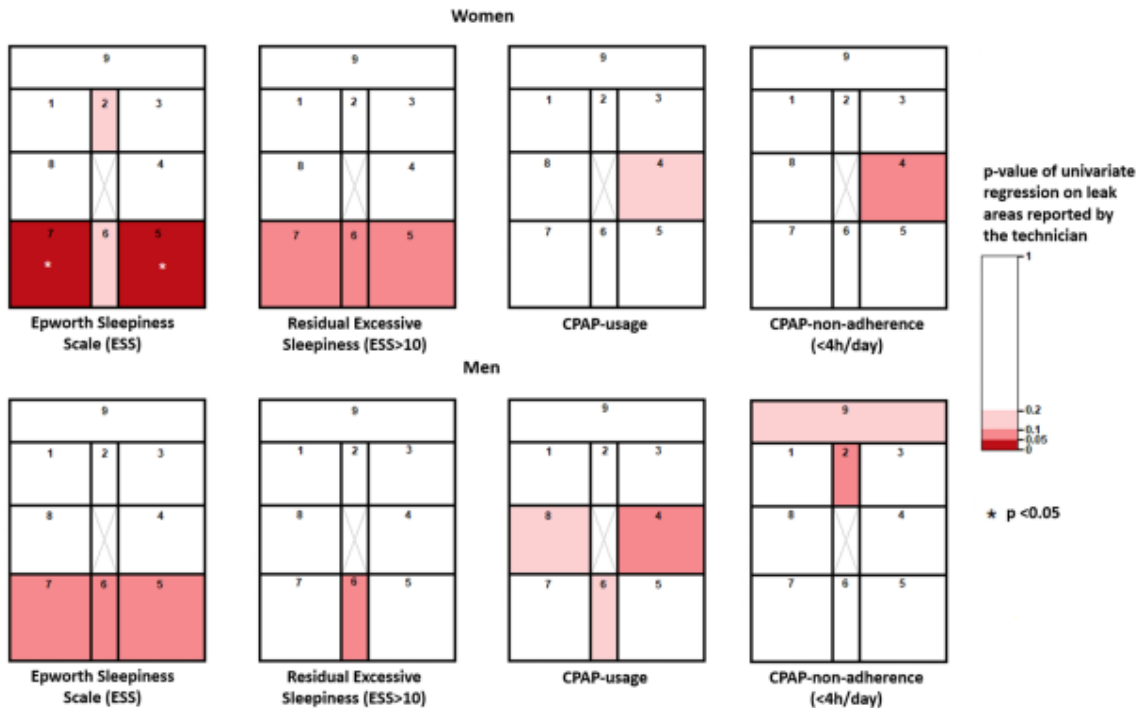 Women
9
9
9
9
1 2 3
1 2 3
1 2 3
1 2 3
8 4
8 4
8 4
8 4
7 6 5
7 6 5
7 6 5
7 6 5
* *
Epworth Sleepiness
Scale (ESS)
Residual Excessive
Sleepiness (ESS>10)
CPAP-usage
CPAP-non-adherence
(<4h/day)
p-value of univariate
regression on leak
areas reported by
the technician
1
0.2
0.1
0.05
0
* p <0.05
Men
9
9
9
9
1 2 3
1 2 3
1 2 3
1 2 3
8 4
8 4
8 4
8 4
7 6 5
7 6 5
7 6 5
7 6 5
Epworth Sleepiness
Scale (ESS)
Residual Excessive
Sleepiness (ESS>10)
CPAP-usage
CPAP-non-adherence
(<4h/day)